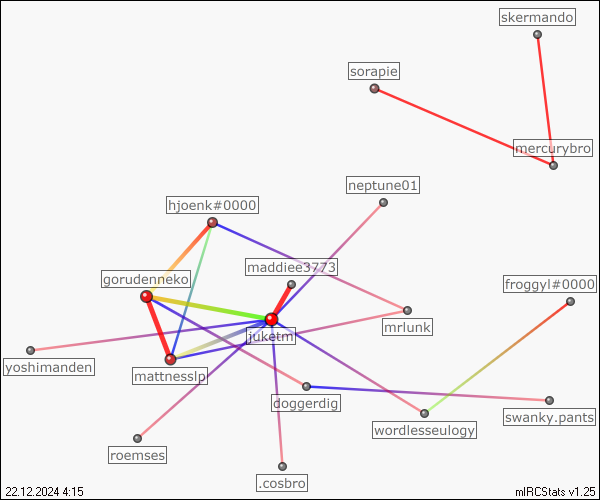 skermando
sorapie
mercurybro
neptune01
hjoenk#0000
maddiee3773
gorudenneko
froggyl#0000
mrlunk
juketm
yoshimanden
mattnesslp
doggerdig
swanky.pants
wordlesseulogy
roemses
.cosbro
22.12.2024 4:15
mIRCStats v1.25